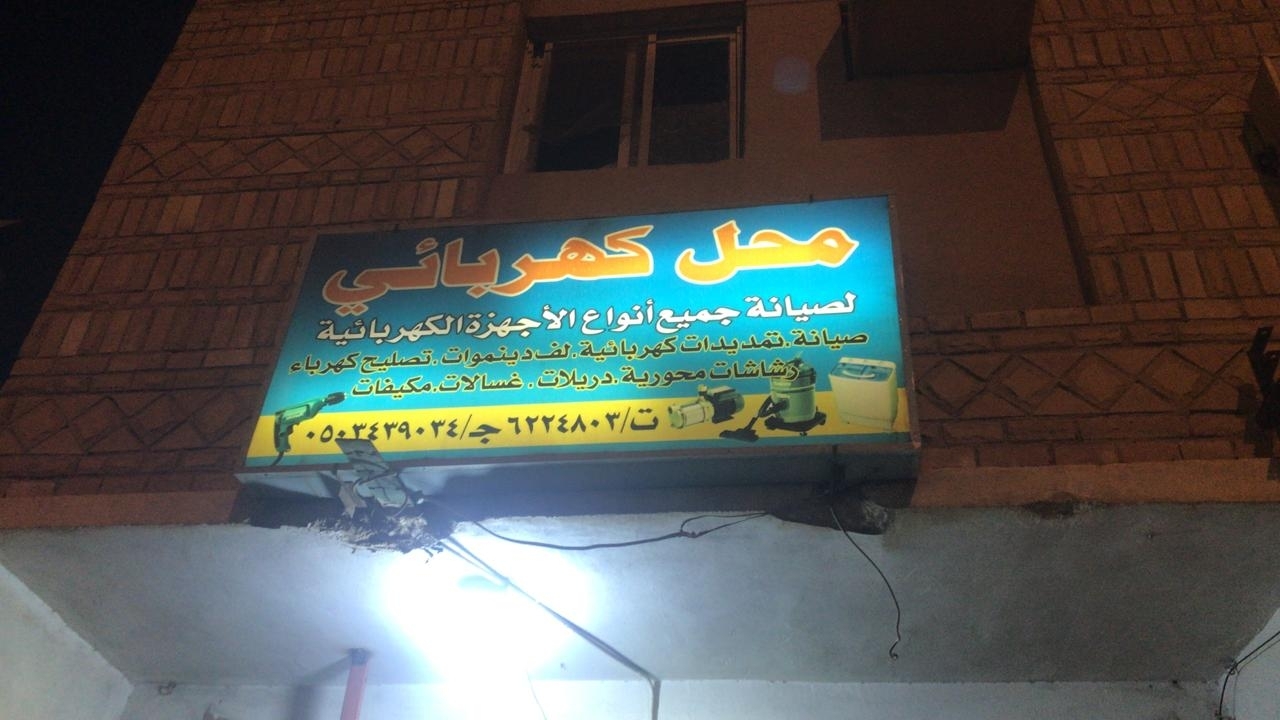 محل كهربائي
لصيانة جميع أنواع الأجهزة الكهربائية
صيانة.تمديدات كهربائية.لف دينموات.تصليح كهرباء
رشاشات محورية.دريلات.غسالات.مكيفات
ت/٦٢٢٤٨٠٣ جـ/٠٥٠٣٤٣٩٠٣٤